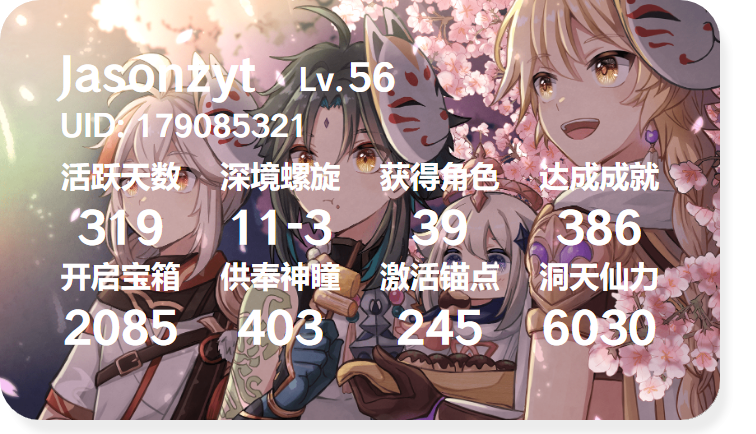 Jasonzyt Lv.56
UID: 179085321
活跃天数 深境螺旋 获得角色 达成成就
319 11-3 39 386
开启宝箱 供奉神瞳 激活锚点 洞天仙力
2085 403 245 6030